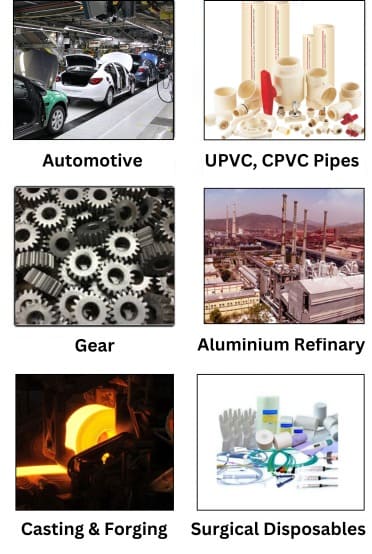 Automotive
UPVC, CPVC Pipes
Gear
Aluminium Refinary
Casting & Forging
Surgical Disposables